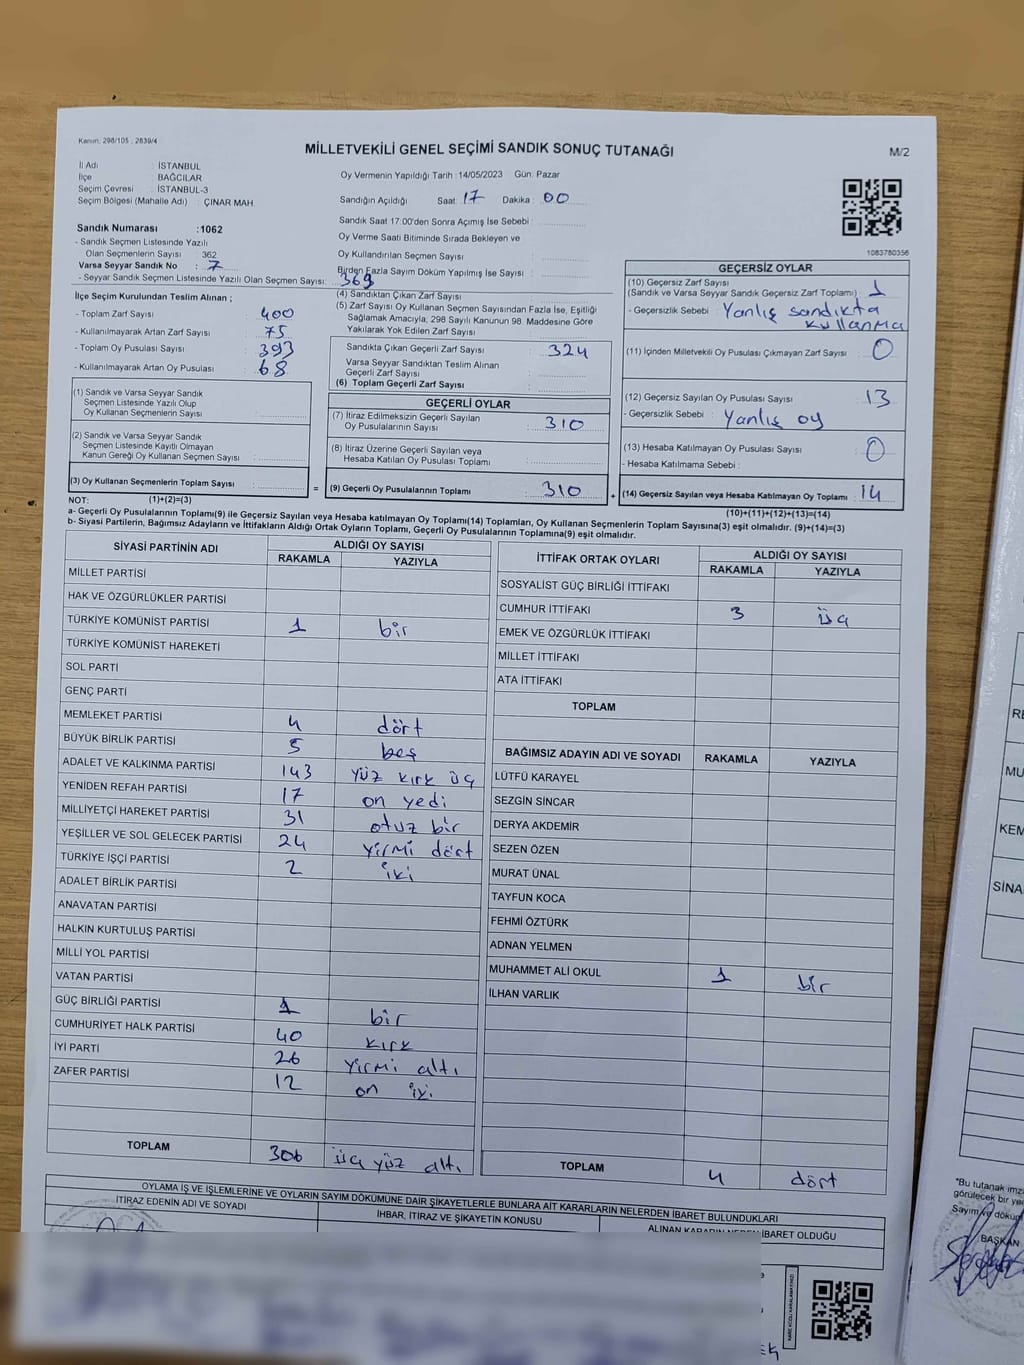 Kanun: 298/105 , 2839/4
MİLLETVEKİLİ GENEL SEÇİMİ SANDIK SONUÇ TUTANAĞI
M/2
İl Adı : İSTANBUL
İlçe : BAĞCILAR
Seçim Çevresi : İSTANBUL-3
Seçim Bölgesi (Mahalle Adı) : ÇINAR MAH.
Oy Vermenin Yapıldığı Tarih :14/05/2023 Gün: Pazar
Sandığın Açıldığı Saat: 17 Dakika : 00
Sandık Saat 17.00'den Sonra Açımış İse Sebebi :
Oy Verme Saati Bitiminde Sırada Bekleyen ve
Oy Kullandırılan Seçmen Sayısı :
Birden Fazla Sayım Döküm Yapılmış İse Sayısı :
1083780356
Sandık Numarası :1062
- Sandık Seçmen Listesinde Yazılı
Olan Seçmenlerin Sayısı 362
Varsa Seyyar Sandık No : 7
- Seyyar Sandık Seçmen Listesinde Yazılı Olan Seçmen Sayısı: 369
İlçe Seçim Kurulundan Teslim Alınan ;
- Toplam Zarf Sayısı : 400
- Kullanılmayarak Artan Zarf Sayısı : 75
- Toplam Oy Pusulası Sayısı : 393
- Kullanılmayarak Artan Oy Pusulası : 68
(1) Sandık ve Varsa Seyyar Sandık
Seçmen Listesinde Yazılı Olup
Oy Kullanan Seçmenlerin Sayısı :
(2) Sandık ve Varsa Seyyar Sandık
Seçmen Listesinde Kayıtlı Olmayan
Kanun Gereği Oy Kullanan Seçmen Sayısı :
(3) Oy Kullanan Seçmenlerin Toplam Sayısı :
(4) Sandıktan Çıkan Zarf Sayısı :
(5) Zarf Sayısı Oy Kullanan Seçmen Sayısından Fazla İse, Eşitliği
Sağlamak Amacıyla, 298 Sayılı Kanunun 98. Maddesine Göre
Yakılarak Yok Edilen Zarf Sayısı :
Sandıkta Çıkan Geçerli Zarf Sayısı : 324
Varsa Seyyar Sandıktan Teslim Alınan
Geçerli Zarf Sayısı :
(6) Toplam Geçerli Zarf Sayısı :
GEÇERLİ OYLAR
(7) İtiraz Edilmeksizin Geçerli Sayılan
Oy Pusulalarının Sayısı : 310
(8) İtiraz Üzerine Geçerli Sayılan veya
Hesaba Katılan Oy Pusulası Toplamı :
= (9) Geçerli Oy Pusulalarının Toplamı : 310 +
GEÇERSİZ OYLAR
(10) Geçersiz Zarf Sayısı
(Sandık ve Varsa Seyyar Sandık Geçersiz Zarf Toplamı) : 1
- Geçersizlik Sebebi : Yanlış sandıkta
kullanma
(11) İçinden Milletvekili Oy Pusulası Çıkmayan Zarf Sayısı : 0
(12) Geçersiz Sayılan Oy Pusulası Sayısı : 13
- Geçersizlik Sebebi : Yanlış oy
(13) Hesaba Katılmayan Oy Pusulası Sayısı : 0
- Hesaba Katılmama Sebebi :
(14) Geçersiz Sayılan veya Hesaba Katılmayan Oy Toplamı : 14
NOT: (1)+(2)=(3)
(10)+(11)+(12)+(13)=(14)
a- Geçerli Oy Pusulalarının Toplamı(9) ile Geçersiz Sayılan veya Hesaba katılmayan Oy Toplamı(14) Toplamları, Oy Kullanan Seçmenlerin Toplam Sayısına(3) eşit olmalıdır. (9)+(14)=(3)
b- Siyasi Partilerin, Bağımsız Adayların ve İttifakların Aldığı Ortak Oyların Toplamı, Geçerli Oy Pusulalarının Toplamına(9) eşit olmalıdır.
SİYASİ PARTİNİN ADI ALDIĞI OY SAYISI
RAKAMLA YAZIYLA
MİLLET PARTİSİ
HAK VE ÖZGÜRLÜKLER PARTİSİ
TÜRKİYE KOMÜNİST PARTİSİ 1 bir
TÜRKİYE KOMÜNİST HAREKETİ
SOL PARTİ
GENÇ PARTİ
MEMLEKET PARTİSİ 4 dört
BÜYÜK BİRLİK PARTİSİ 5 beş
ADALET VE KALKINMA PARTİSİ 143 yüz kırk üç
YENİDEN REFAH PARTİSİ 17 on yedi
MİLLİYETÇİ HAREKET PARTİSİ 31 otuz bir
YEŞİLLER VE SOL GELECEK PARTİSİ 24 yirmi dört
TÜRKİYE İŞÇİ PARTİSİ 2 iki
ADALET BİRLİK PARTİSİ
ANAVATAN PARTİSİ
HALKIN KURTULUŞ PARTİSİ
MİLLİ YOL PARTİSİ
VATAN PARTİSİ
GÜÇ BİRLİĞİ PARTİSİ 1 bir
CUMHURİYET HALK PARTİSİ 40 kırk
İYİ PARTİ 26 yirmi altı
ZAFER PARTİSİ 12 on iki
TOPLAM 306 üç yüz altı
İTTİFAK ORTAK OYLARI ALDIĞI OY SAYISI
RAKAMLA YAZIYLA
SOSYALİST GÜÇ BİRLİĞİ İTTİFAKI
CUMHUR İTTİFAKI 3 üç
EMEK VE ÖZGÜRLÜK İTTİFAKI
MİLLET İTTİFAKI
ATA İTTİFAKI
TOPLAM
BAĞIMSIZ ADAYIN ADI VE SOYADI RAKAMLA YAZIYLA
LÜTFÜ KARAYEL
SEZGİN SİNCAR
DERYA AKDEMİR
SEZEN ÖZEN
MURAT ÜNAL
TAYFUN KOCA
FEHMİ ÖZTÜRK
ADNAN YELMEN
MUHAMMET ALİ OKUL 1 bir
İLHAN VARLIK
TOPLAM 4 dört
OYLAMA İŞ VE İŞLEMLERİNE VE OYLARIN SAYIM DÖKÜMÜNE DAİR ŞİKAYETLERLE BUNLARA AİT KARARLARIN NELERDEN İBARET BULUNDUKLARI
İTİRAZ EDENİN ADI VE SOYADI İHBAR, İTİRAZ VE ŞİKAYETİN KONUSU ALINAN KARARIN NEDEN İBARET OLDUĞU
RE
MU
KEM
SİNA
"Bu tutanak imza
görülecek bir ye
Sayım ve döküm
BAŞKAN